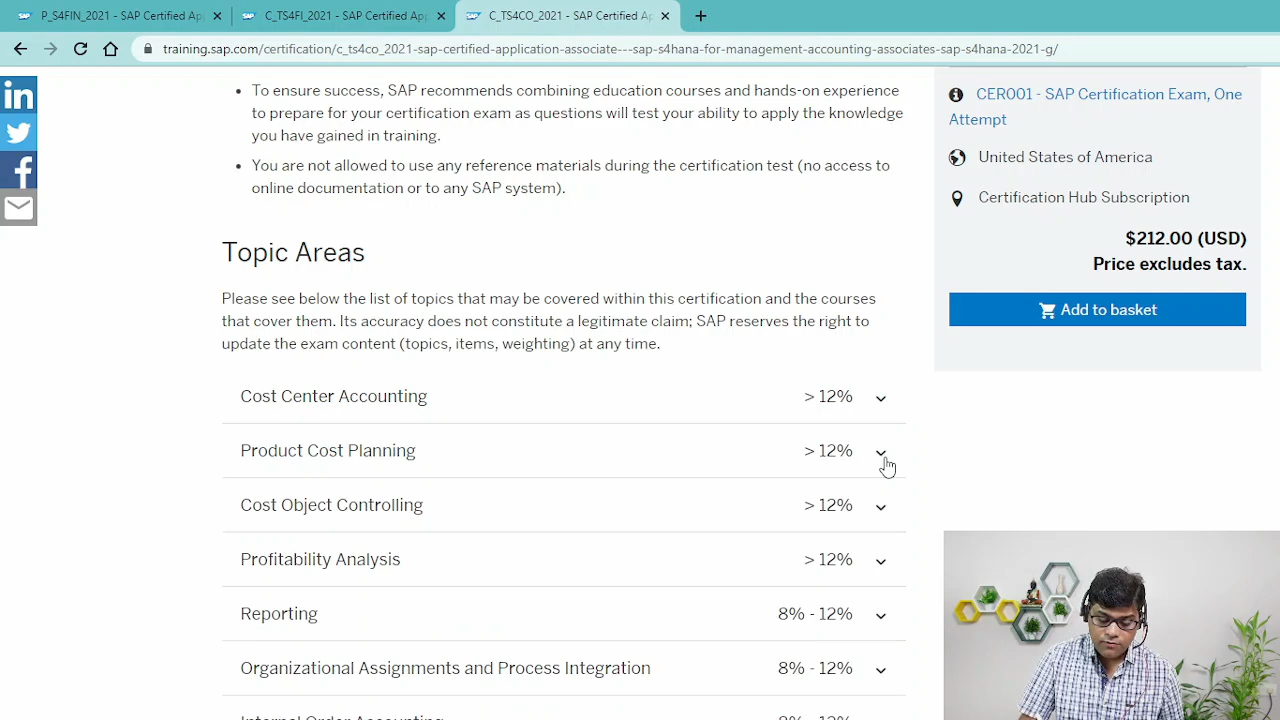 P_S4FIN_2021 - SAP Certified Ap
C_TS4FI_2021 - SAP Certified App
C_TS4CO_2021 - SAP Certified Ap
training.sap.com/certification/c_ts4co_2021-sap-certified-application-associate---sap-s4hana-for-management-accounting-associates-sap-s4hana-2021-g/
in
f
• To ensure success, SAP recommends combining education courses and hands-on experience
to prepare for your certification exam as questions will test your ability to apply the knowledge
you have gained in training.
• You are not allowed to use any reference materials during the certification test (no access to
online documentation or to any SAP system).
Topic Areas
Please see below the list of topics that may be covered within this certification and the courses
that cover them. Its accuracy does not constitute a legitimate claim; SAP reserves the right to
update the exam content (topics, items, weighting) at any time.
Cost Center Accounting > 12%
Product Cost Planning > 12%
Cost Object Controlling > 12%
Profitability Analysis > 12%
Reporting 8% - 12%
Organizational Assignments and Process Integration 8% - 12%
Internal Order Accounting 8% - 12%
CER001 - SAP Certification Exam, One
Attempt
United States of America
Certification Hub Subscription
$212.00 (USD)
Price excludes tax.
Add to basket